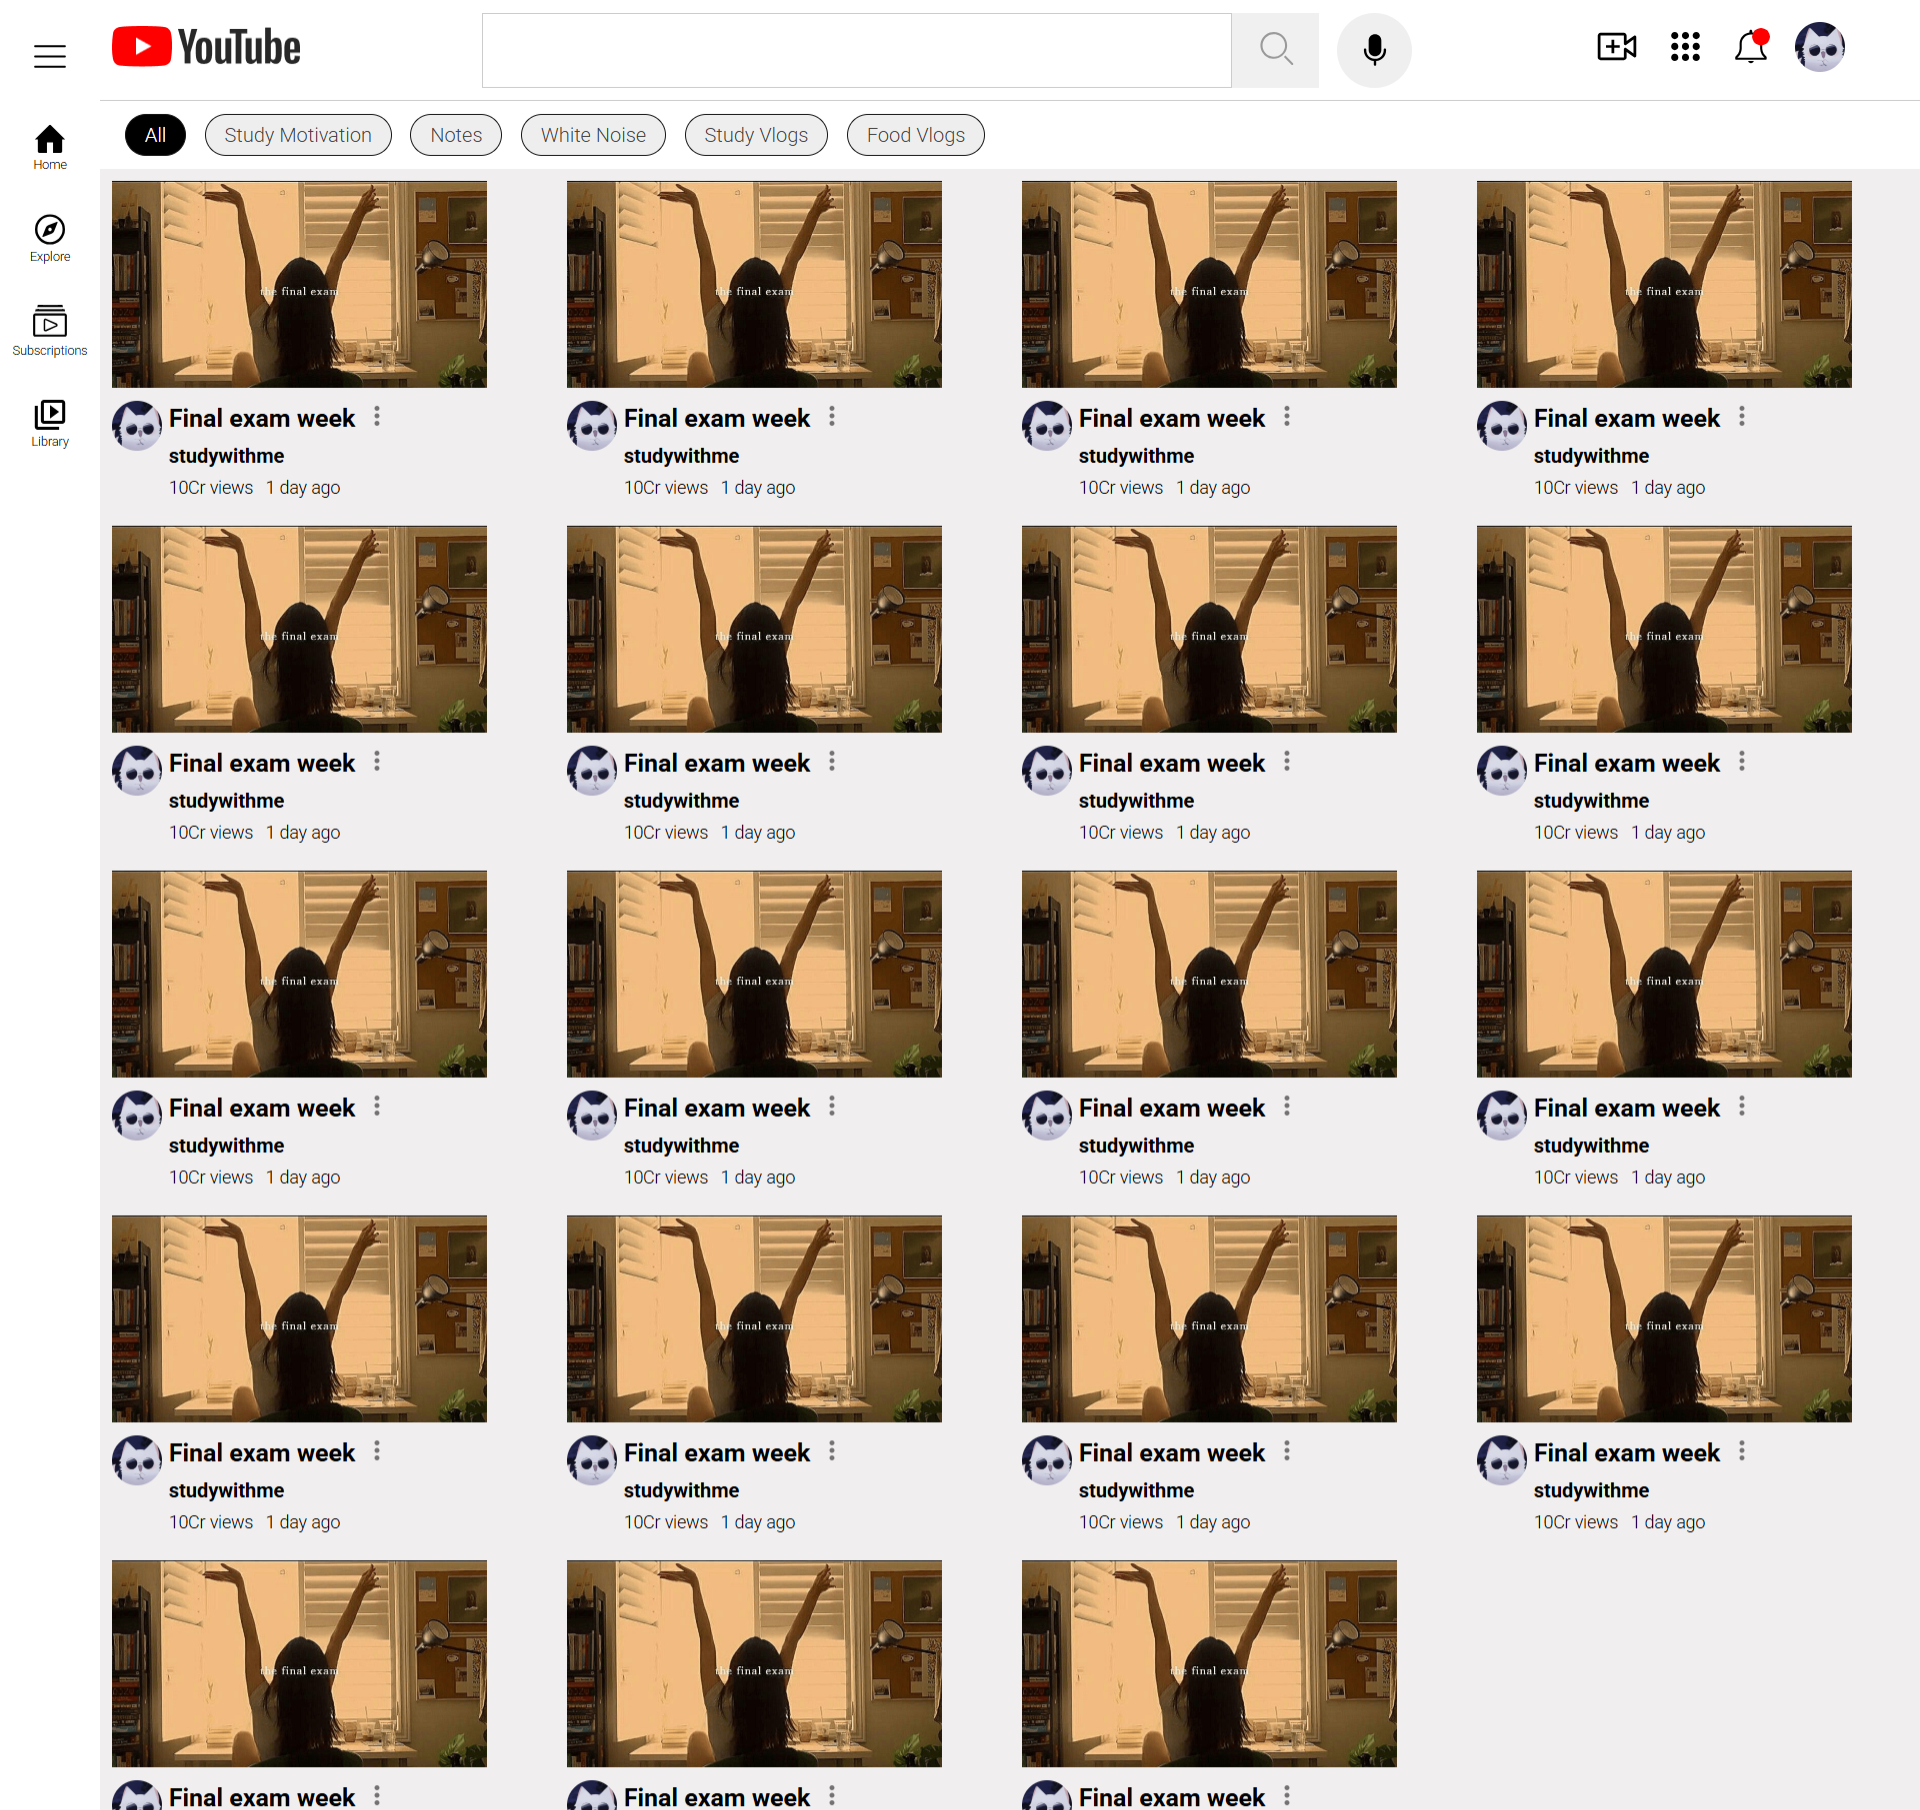 YouTube
All Study Motivation Notes White Noise Study Vlogs Food Vlogs
Home
Explore
Subscriptions
Library
the final exam the final exam the final exam the final exam
Final exam week Final exam week Final exam week Final exam week
studywithme studywithme studywithme studywithme
10Cr views 1 day ago 10Cr views 1 day ago 10Cr views 1 day ago 10Cr views 1 day ago
the final exam the final exam the final exam the final exam
Final exam week Final exam week Final exam week Final exam week
studywithme studywithme studywithme studywithme
10Cr views 1 day ago 10Cr views 1 day ago 10Cr views 1 day ago 10Cr views 1 day ago
the final exam the final exam the final exam the final exam
Final exam week Final exam week Final exam week Final exam week
studywithme studywithme studywithme studywithme
10Cr views 1 day ago 10Cr views 1 day ago 10Cr views 1 day ago 10Cr views 1 day ago
the final exam the final exam the final exam the final exam
Final exam week Final exam week Final exam week Final exam week
studywithme studywithme studywithme studywithme
10Cr views 1 day ago 10Cr views 1 day ago 10Cr views 1 day ago 10Cr views 1 day ago
the final exam the final exam the final exam
Final exam week Final exam week Final exam week